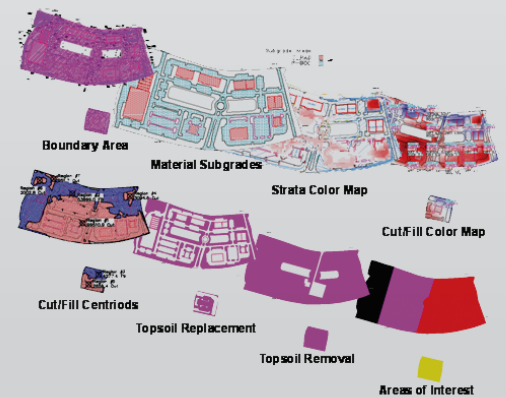 Boundary Area
Material Subgrades
Strata Color Map
Cut/Fill Color Map
Cut/Fill Centriods
Topsoil Replacement
Topsoil Removal
Areas of Interest